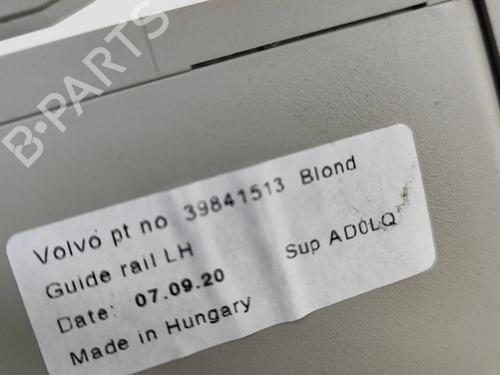 B-PARTS
Volvo pt no. 39841513 Blond
Guide rail LH
Date: 07.09.20 Sup AD0LQ
Made in Hungary